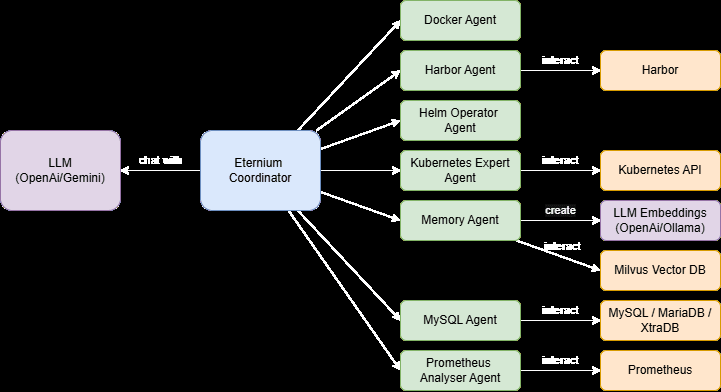 Docker Agent
Harbor Agent
interact
Harbor
Helm Operator
Agent
LLM
(OpenAi/Gemini)
chat with
Eternium
Coordinator
Kubernetes Expert
Agent
interact
Kubernetes API
Memory Agent
create
LLM Embeddings
(OpenAi/Ollama)
interact
Milvus Vector DB
MySQL Agent
interact
MySQL / MariaDB /
XtraDB
Prometheus
Analyser Agent
interact
Prometheus